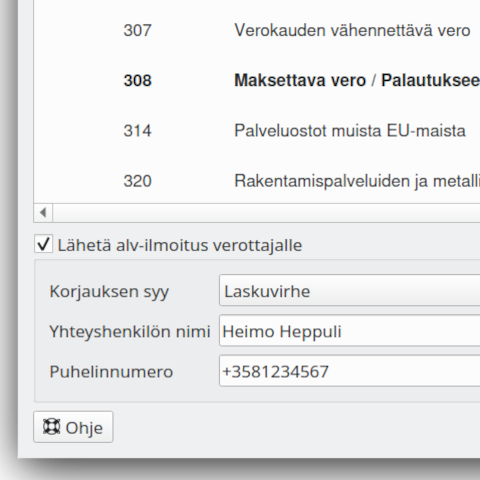 307 Verokauden vähennettävä vero
308 Maksettava vero / Palautuksee
314 Palveluostot muista EU-maista
320 Rakentamispalveluiden ja metalli
Lähetä alv-ilmoitus verottajalle
Korjauksen syy Laskuvirhe
Yhteyshenkilön nimi Heimo Heppuli
Puhelinnumero +3581234567
Ohje